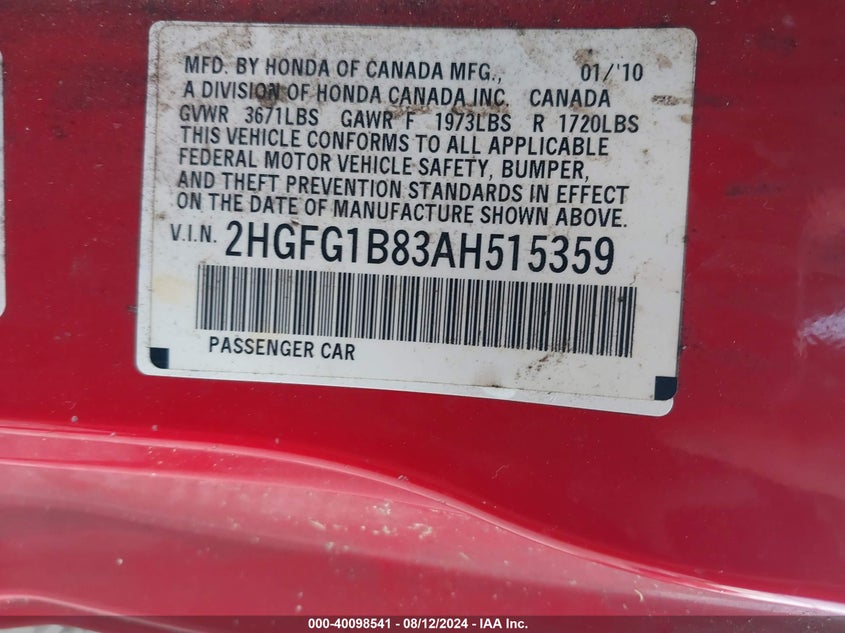 MFD. BY HONDA OF CANADA MFG., 01/'10
A DIVISION OF HONDA CANADA INC. CANADA
GVWR 3671LBS GAWR F 1973LBS R 1720LBS
THIS VEHICLE CONFORMS TO ALL APPLICABLE
FEDERAL MOTOR VEHICLE SAFETY, BUMPER,
AND THEFT PREVENTION STANDARDS IN EFFECT
ON THE DATE OF MANUFACTURE SHOWN ABOVE.
V.I.N. 2HGFG1B83AH515359
PASSENGER CAR
000-40098541 - 08/12/2024 - IAA Inc.